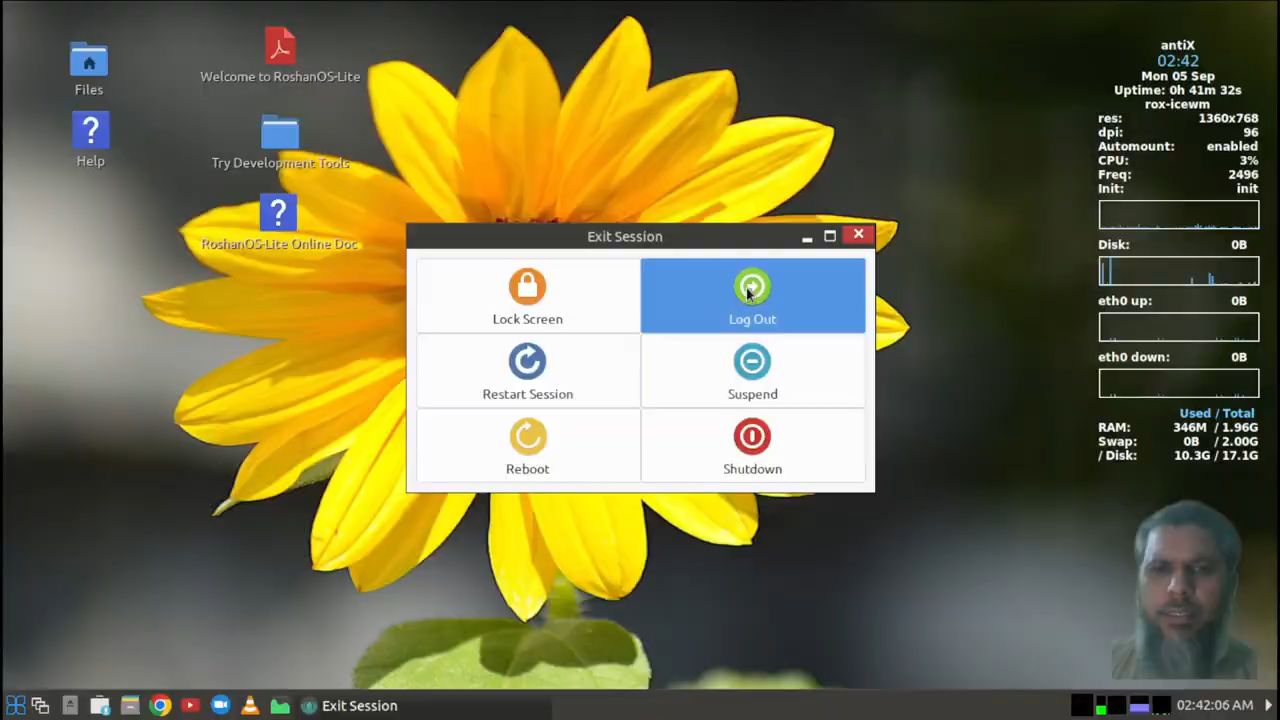 Files
Help
Welcome to RoshanOS-Lite
Try Development Tools
RoshanOS-Lite Online Doc
Exit Session
Lock Screen
Log Out
Restart Session
Suspend
Reboot
Shutdown
antiX
02:42
Mon 05 Sep
Uptime: 0h 41m 32s
rox-icewm
res: 1360x768
dpi: 96
Automount: enabled
CPU: 3%
Freq: 2496
Init: init
Disk: 0B
eth0 up: 0B
eth0 down: 0B
Used / Total
RAM: 346M / 1.96G
Swap: 0B / 2.00G
/ Disk: 10.3G / 17.1G
Exit Session
02:42:06 AM